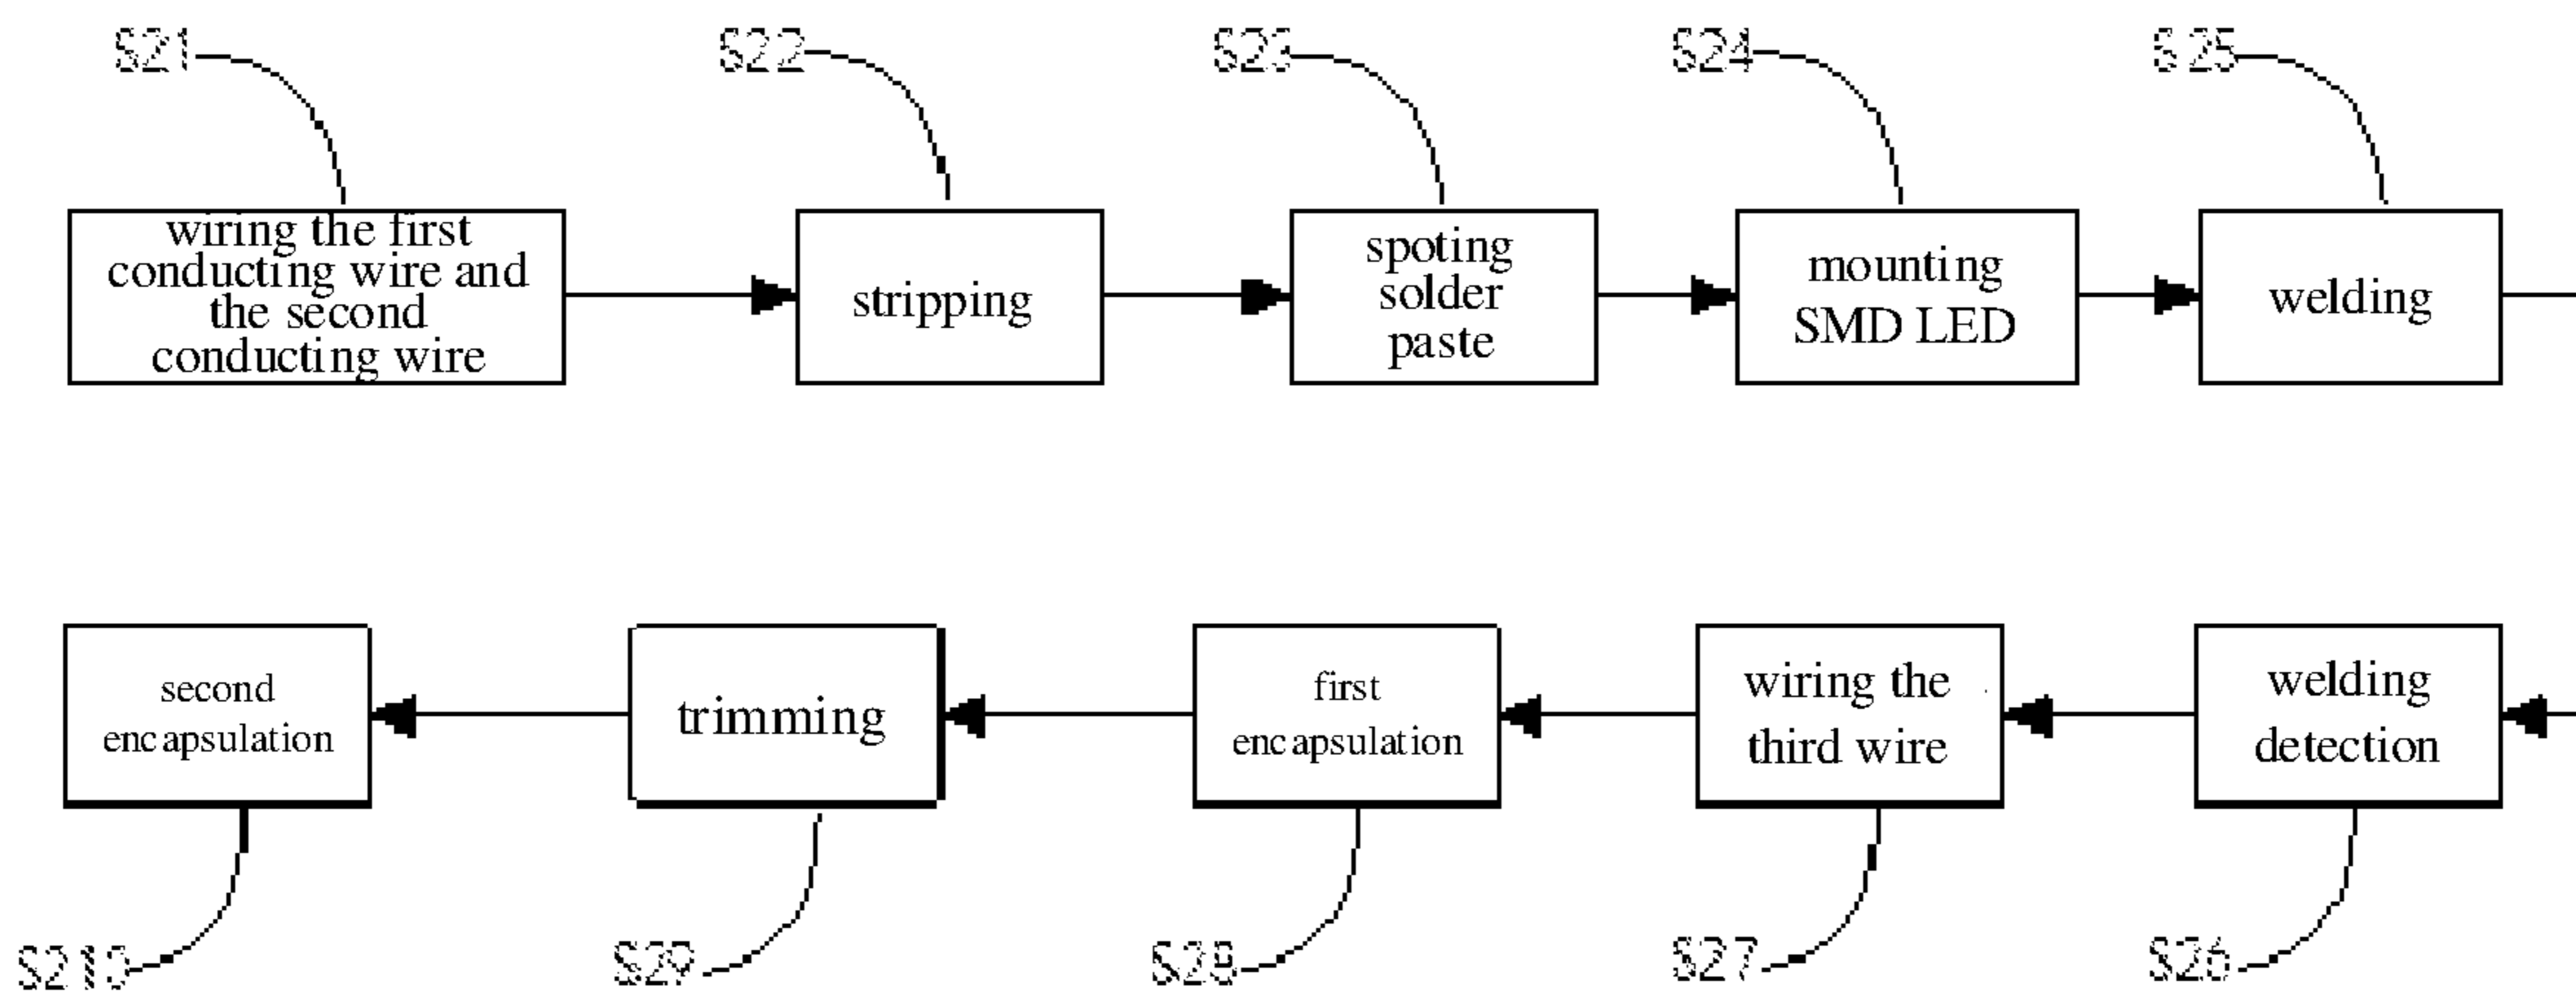 S21
S22
S23
S24
S25
wiring the first
conducting wire and
the second
conducting wire
stripping
spoting
solder
paste
mounting
SMD LED
welding
second
encapsulation
trimming
first
encapsulation
wiring the
third wire
welding
detection
S210
S29
S28
S27
S26